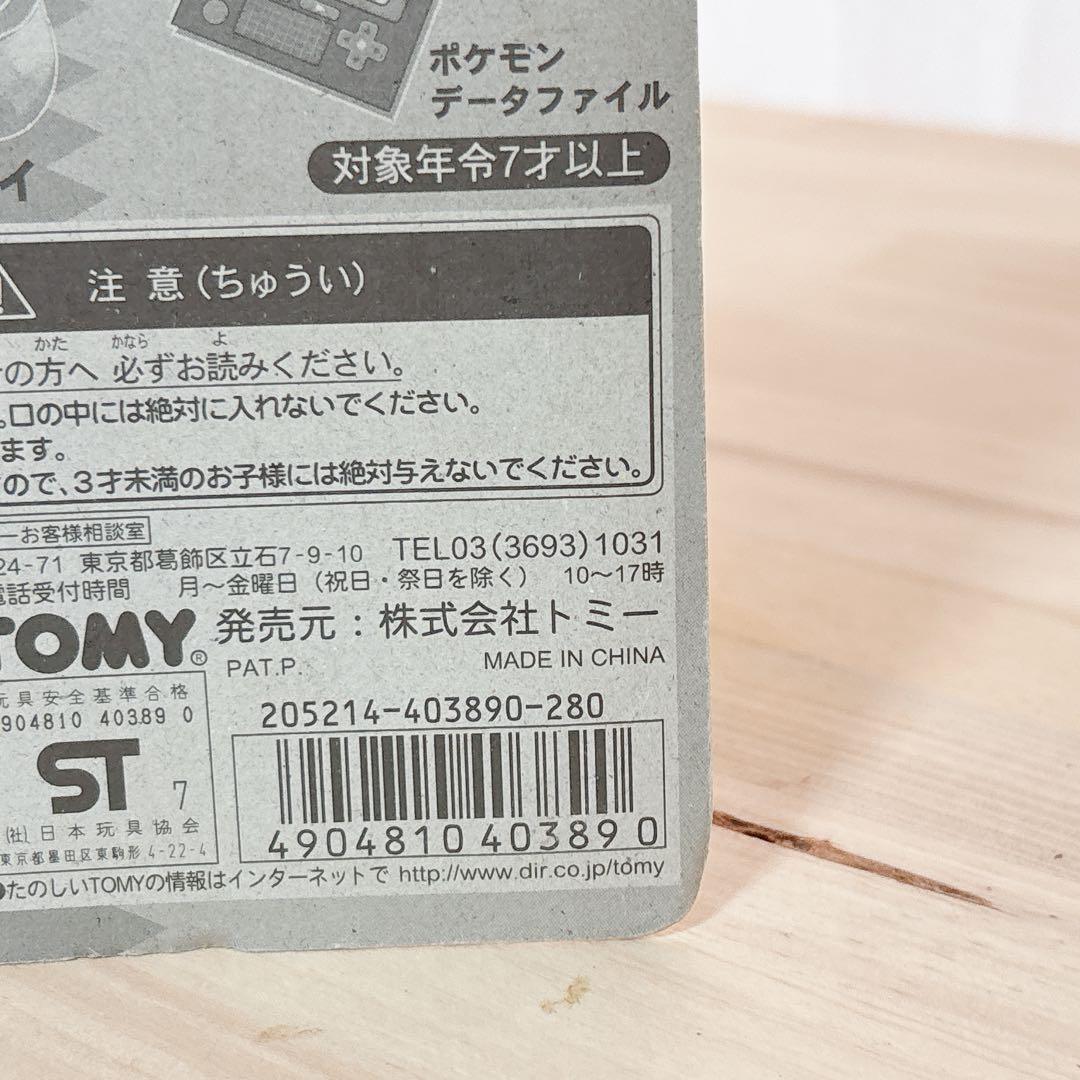 ポケモン
データファイル
イ
対象年令7才以上
注意(ちゅうい)
かた かなら よ
の方へ 必ずお読みください。
。口の中には絶対に入れないでください。
ます。
ので、3才未満のお子様には絶対与えないでください。
ーお客様相談室
24-71 東京都葛飾区立石7-9-10 TEL03(3693)1031
電話受付時間 月～金曜日(祝日・祭日を除く) 10～17時
TOMY® 発売元:株式会社トミー
PAT.P. MADE IN CHINA
玩具安全基準合格
904810 40389 0
ST 7
(社)日本玩具協会
東京都墨田区東駒形 4-22-4
205214-403890-280
4904810 403890
●たのしいTOMYの情報はインターネットで http://www.dir.co.jp/tomy